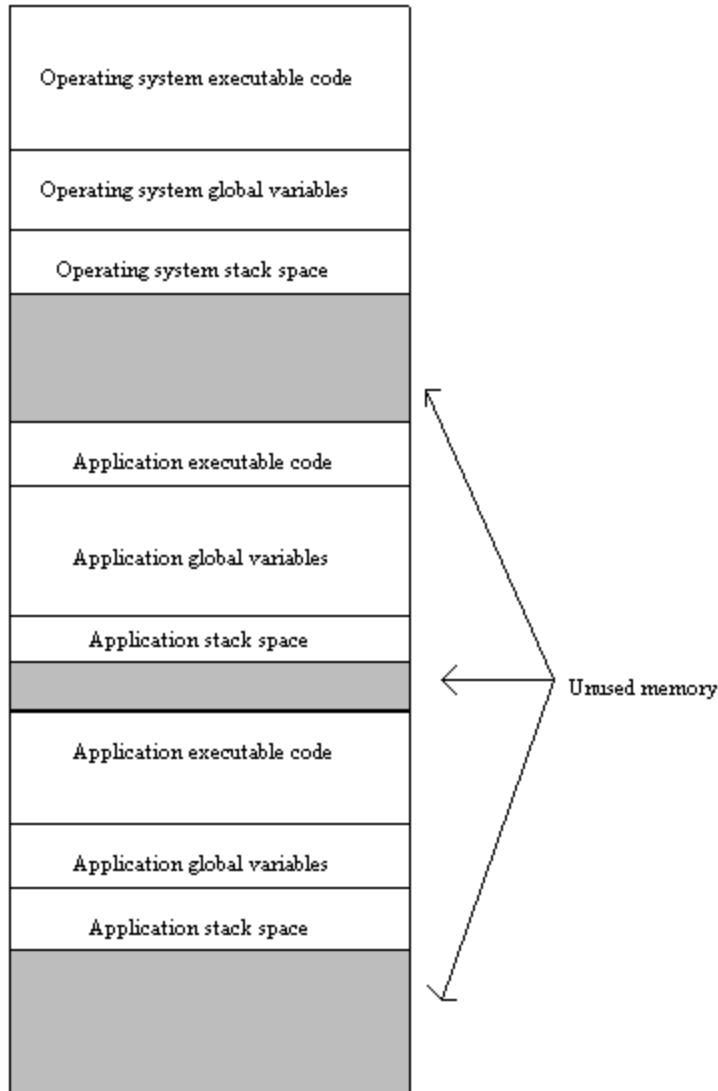 Operating system executable code
Operating system global variables
Operating system stack space
Application executable code
Application global variables
Application stack space
Unused memory
Application executable code
Application global variables
Application stack space